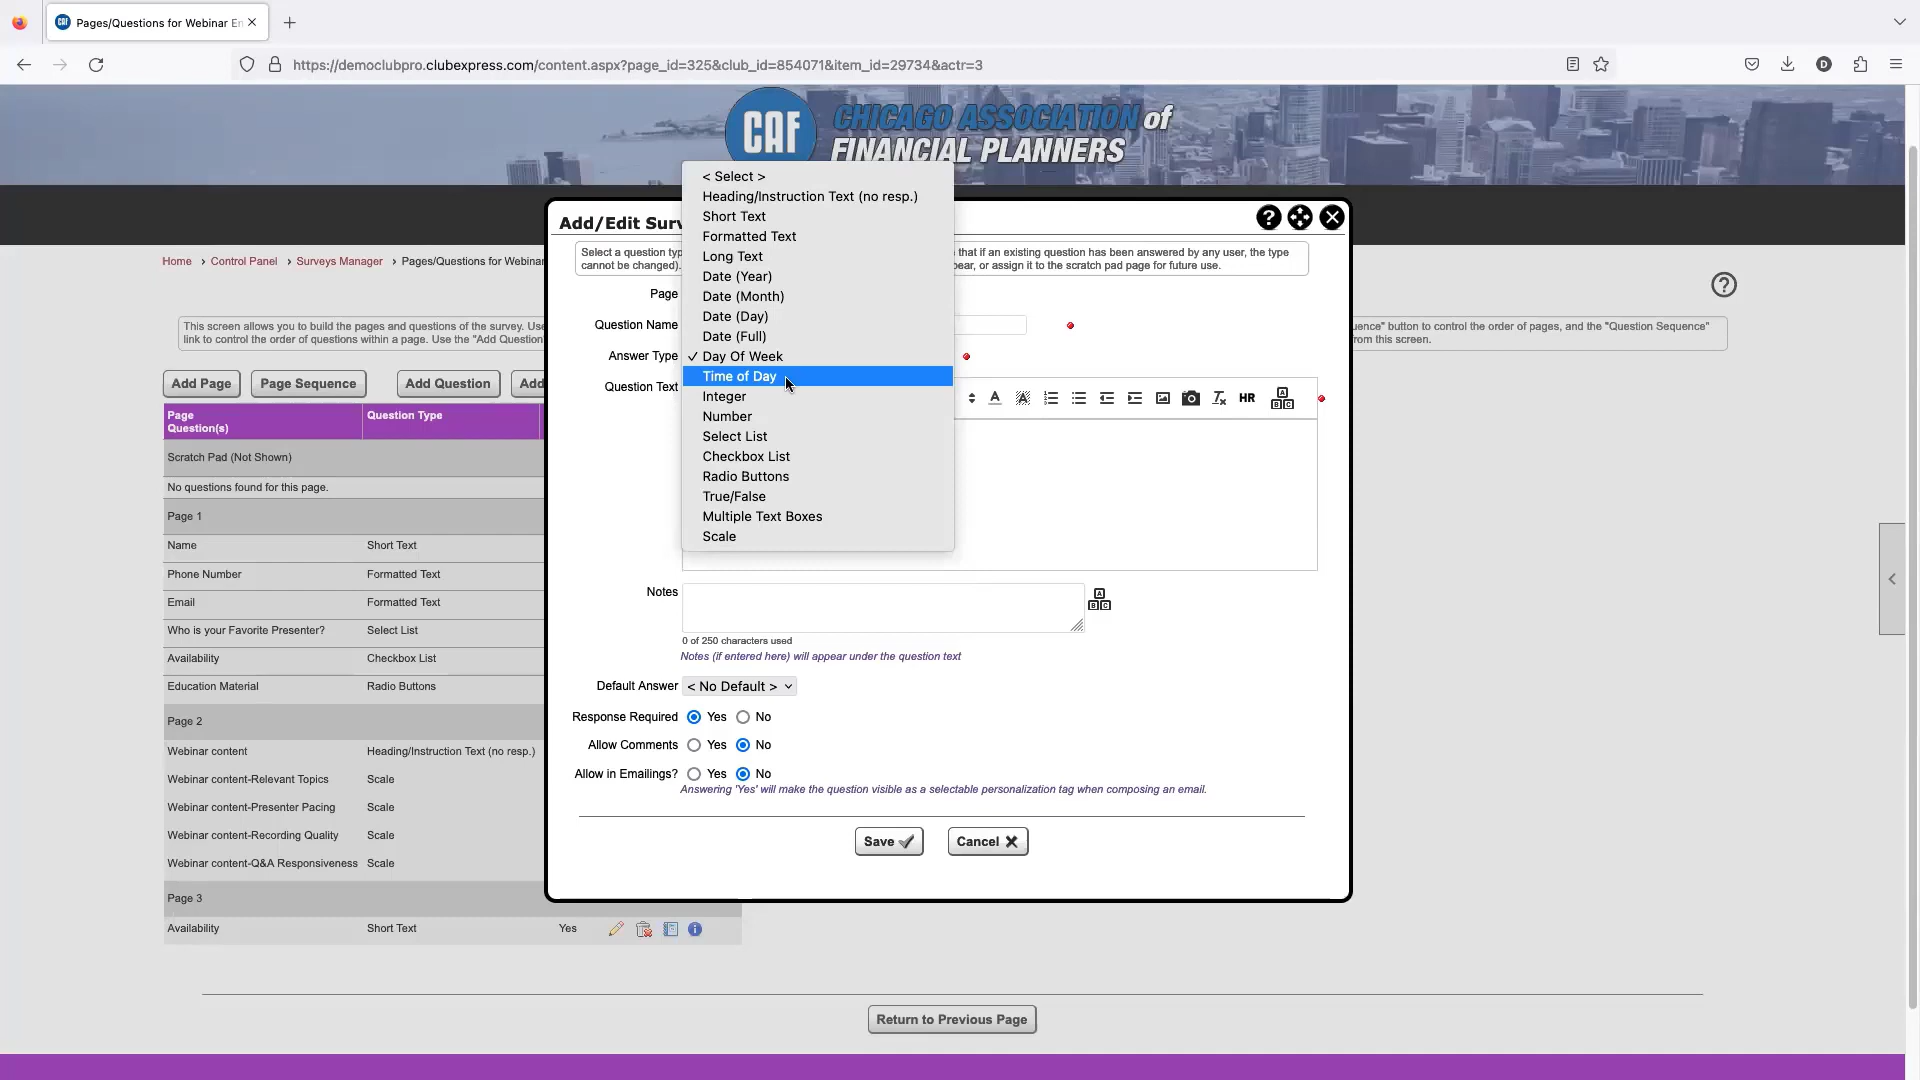 Pages/Questions for Webinar En
https://democlubpro.clubexpress.com/content.aspx?page_id=325&club_id=854071&item_id=29734&actr=3
D
CAF
CHICAGO ASSOCIATION of
FINANCIAL PLANNERS
Home › Control Panel › Surveys Manager › Pages/Questions for Webinar
This screen allows you to build the pages and questions of the survey. Use
link to control the order of questions within a page. Use the "Add Question
uence" button to control the order of pages, and the "Question Sequence"
rom this screen.
Add Page
Page Sequence
Add Question
Add
Page
Question(s)
Question Type
Scratch Pad (Not Shown)
No questions found for this page.
Page 1
Name Short Text
Phone Number Formatted Text
Email Formatted Text
Who is your Favorite Presenter? Select List
Availability Checkbox List
Education Material Radio Buttons
Page 2
Webinar content Heading/Instruction Text (no resp.)
Webinar content-Relevant Topics Scale
Webinar content-Presenter Pacing Scale
Webinar content-Recording Quality Scale
Webinar content-Q&A Responsiveness Scale
Page 3
Availability Short Text Yes
Add/Edit Surv
Select a question typ
that if an existing question has been answered by any user, the type
cannot be changed).
pear, or assign it to the scratch pad page for future use.
Page
Question Name
Answer Type
Question Text
< Select >
Heading/Instruction Text (no resp.)
Short Text
Formatted Text
Long Text
Date (Year)
Date (Month)
Date (Day)
Date (Full)
✓ Day Of Week
Time of Day
Integer
Number
Select List
Checkbox List
Radio Buttons
True/False
Multiple Text Boxes
Scale
A
HR
A
B C
Notes
A
B C
0 of 250 characters used
Notes (if entered here) will appear under the question text
Default Answer < No Default >
Response Required Yes No
Allow Comments Yes No
Allow in Emailings? Yes No
Answering 'Yes' will make the question visible as a selectable personalization tag when composing an email.
Save
Cancel
Return to Previous Page